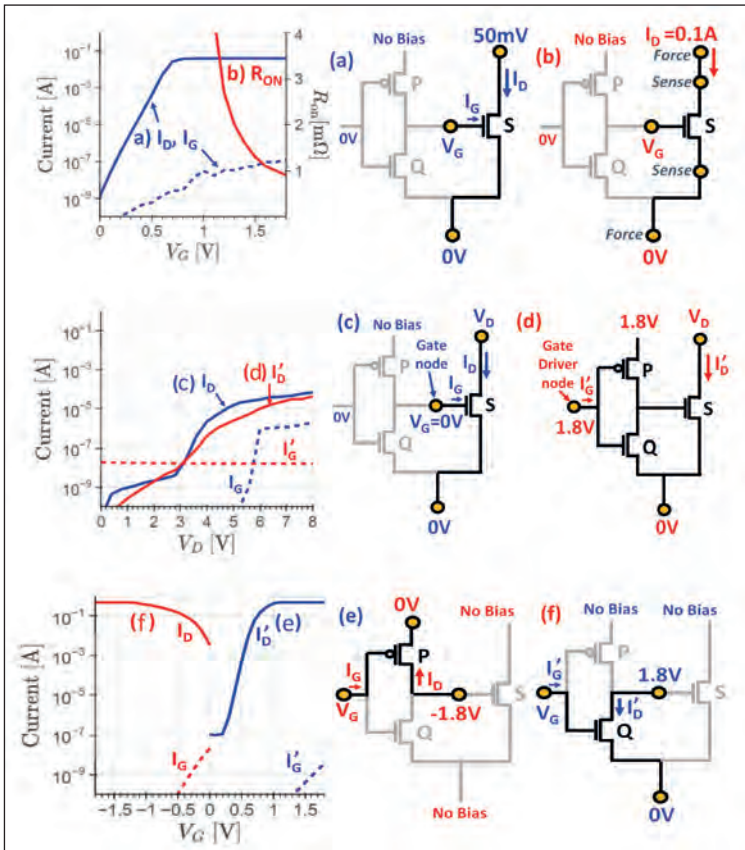 Current [A]
10⁻¹
10⁻³
10⁻⁵
10⁻⁷
10⁻⁹
0
0.5
1
1.5
V_G [V]
4
3
2
1
R_on[mΩ]
b) R_ON
a) I_D, I_G
(a)
No Bias
50mV
P
I_D
I_G
S
0V
V_G
Q
0V
(b)
No Bias
I_D=0.1A
Force
Sense
P
S
0V
V_G
Q
Sense
Force
0V
Current [A]
10⁻¹
10⁻³
10⁻⁵
10⁻⁷
10⁻⁹
0 1 2 3 4 5 6 7 8
V_D [V]
(c) I_D
(d) I'_D
I'_G
I_G
(c)
No Bias
V_D
Gate
node
I_D
P
I_G
S
0V
V_G=0V
Q
0V
(d)
1.8V
V_D
Gate
Driver
node
I'_G
I'_D
P
S
1.8V
Q
0V
Current [A]
10⁻¹
10⁻³
10⁻⁵
10⁻⁷
10⁻⁹
−1.5 −1 −0.5 0 0.5 1 1.5
V_G [V]
(f)
I_D
I'_D
(e)
I_G
I'_G
(e)
0V
No Bias
P
I_G
I_D
S
V_G
-1.8V
Q
No Bias
(f)
No Bias
No Bias
P
I'_G
1.8V
S
V_G
I'_D
Q
0V